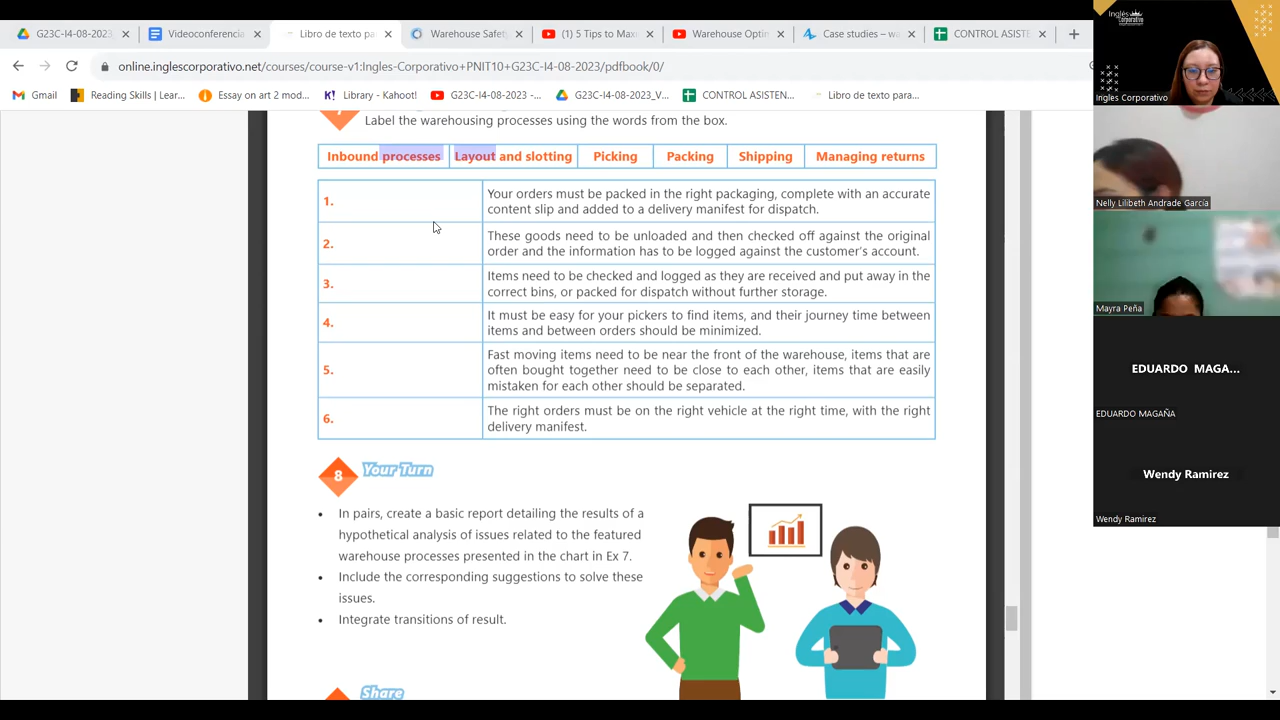 G23C-I4-08-2023_
Videoconferencia
Libro de texto pa
Warehouse Safet
(1) 5 Tips to Max
Warehouse Optim
Case studies – wa
CONTROL ASISTE
online.inglescorporativo.net/courses/course-v1:Ingles-Corporativo+PNIT11+G23C-I4-08-2023/pdfbook/0/
Gmail
Reading Skills | Lear...
Essay on art 2 mod...
Library - Kahoot!
G23C-I4-08-2023 -...
G23C-I4-08-2023_V...
CONTROL ASISTEN...
Libro de texto para...
Label the warehousing processes using the words from the box.
Inbound processes Layout and slotting Picking Packing Shipping Managing returns
1. Your orders must be packed in the right packaging, complete with an accurate
content slip and added to a delivery manifest for dispatch.
2. These goods need to be unloaded and then checked off against the original
order and the information has to be logged against the customer's account.
3. Items need to be checked and logged as they are received and put away in the
correct bins, or packed for dispatch without further storage.
4. It must be easy for your pickers to find items, and their journey time between
items and between orders should be minimized.
5. Fast moving items need to be near the front of the warehouse, items that are
often bought together need to be close to each other, items that are easily
mistaken for each other should be separated.
6. The right orders must be on the right vehicle at the right time, with the right
delivery manifest.
8 Your Turn
• In pairs, create a basic report detailing the results of a
hypothetical analysis of issues related to the featured
warehouse processes presented in the chart in Ex 7.
• Include the corresponding suggestions to solve these
issues.
• Integrate transitions of result.
Share
Inglés
Corporativo
Ingles Corporativo
Nelly Lilibeth Andrade García
Mayra Peña
EDUARDO MAGA...
EDUARDO MAGAÑA
Wendy Ramirez
Wendy Ramirez